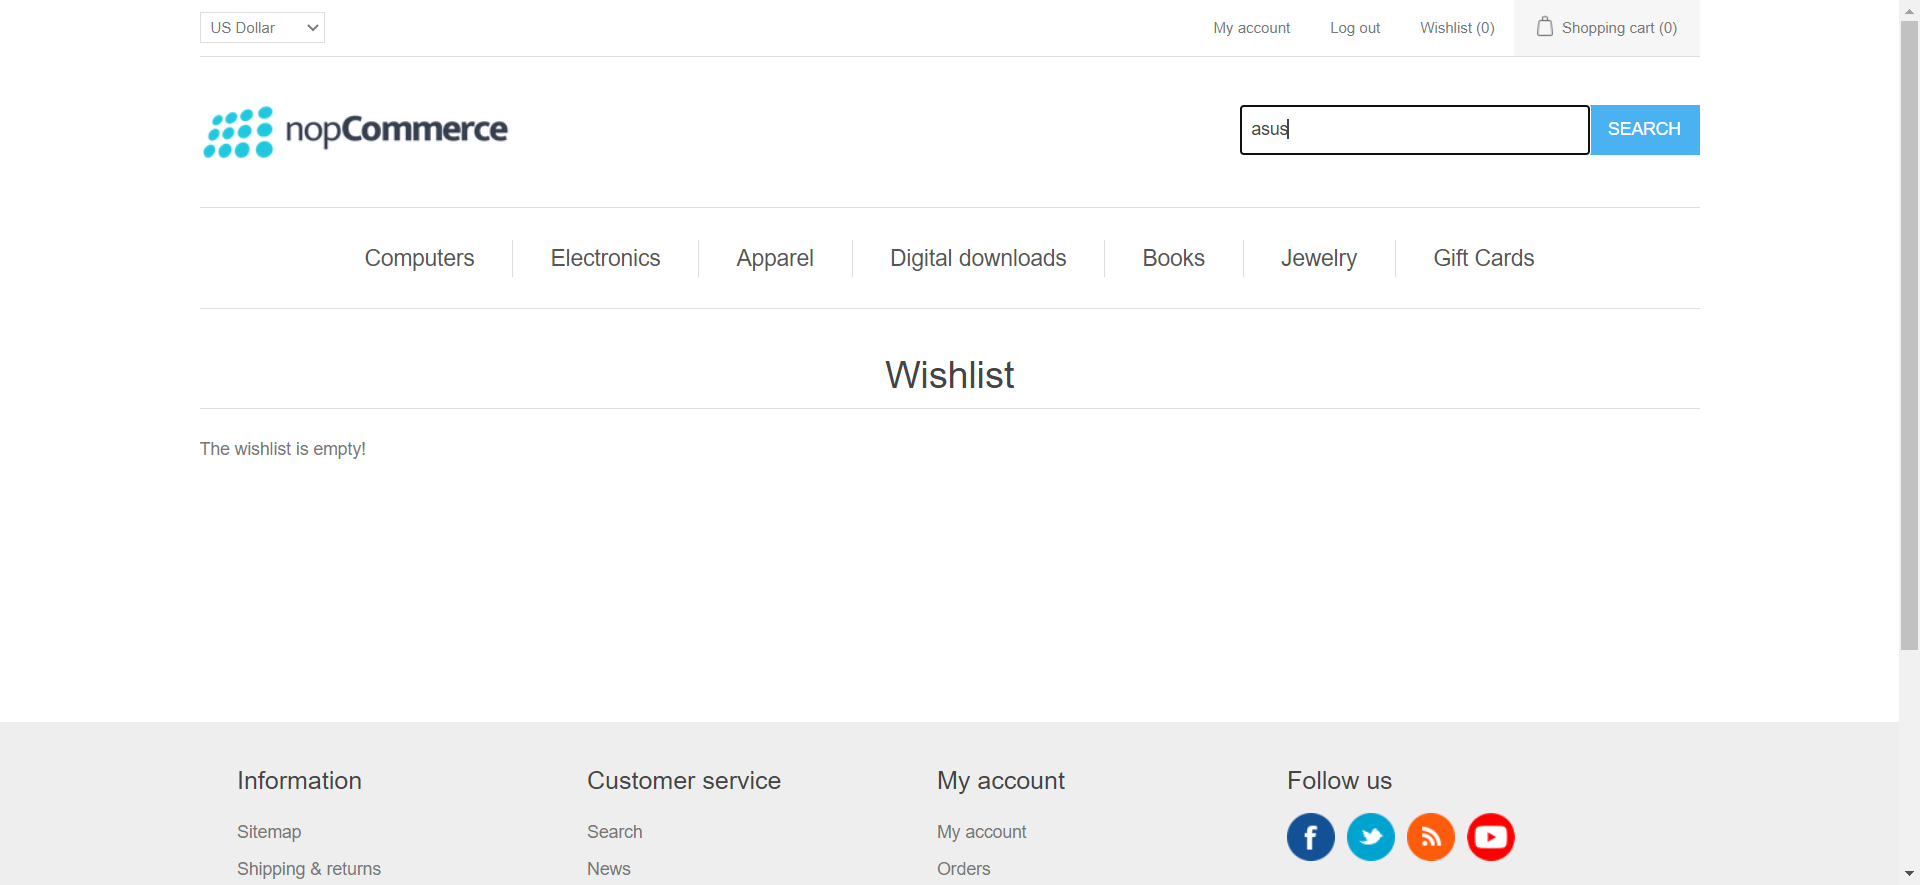 US Dollar
My account
Log out
Wishlist (0)
Shopping cart (0)
nopCommerce
asus
SEARCH
Computers
Electronics
Apparel
Digital downloads
Books
Jewelry
Gift Cards
Wishlist
The wishlist is empty!
Information
Customer service
My account
Follow us
Sitemap
Search
My account
Shipping & returns
News
Orders